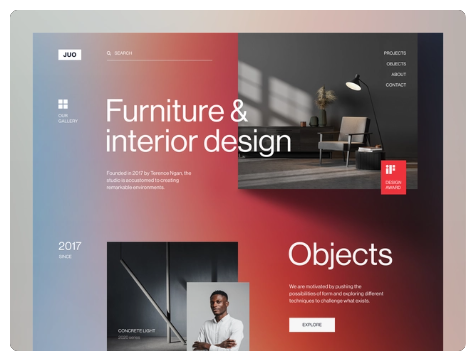 JUO
SEARCH
PROJECTS
OBJECTS
ABOUT
CONTACT
OUR
GALLERY
Furniture &
interior design
Founded in 2017 by Terence Ngan, the
studio is accustomed to creating
remarkable environments.
iF
DESIGN
AWARD
2017
SINCE
Objects
We are motivated by pushing the
possibilities of form and exploring different
techniques to challenge what exists.
EXPLORE
CONCRETE LIGHT
2020 series